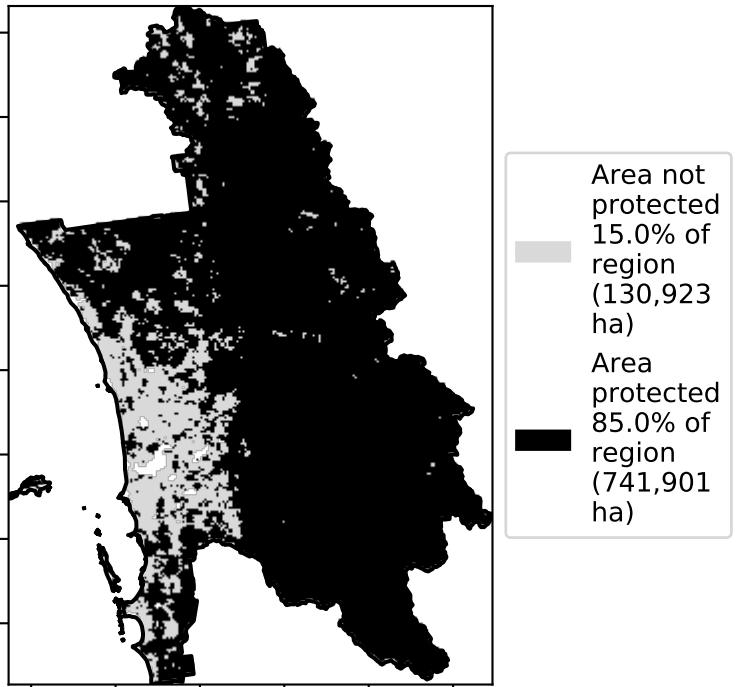 Area not
protected
15.0% of
region
(130,923
ha)
Area
protected
85.0% of
region
(741,901
ha)